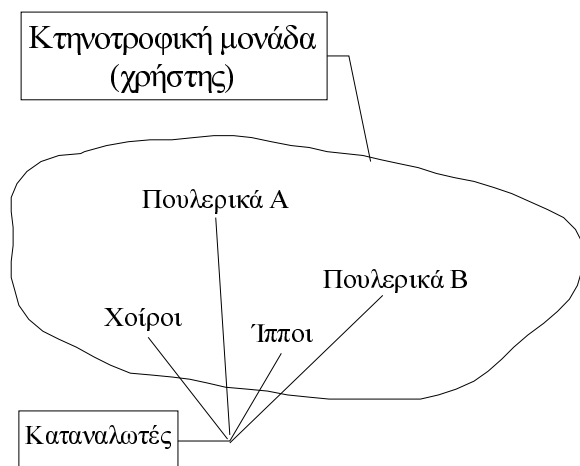 Κτηνοτροφική μονάδα
(χρήστης)
Πουλερικά Α
Πουλερικά Β
Χοίροι
Ίπποι
Καταναλωτές